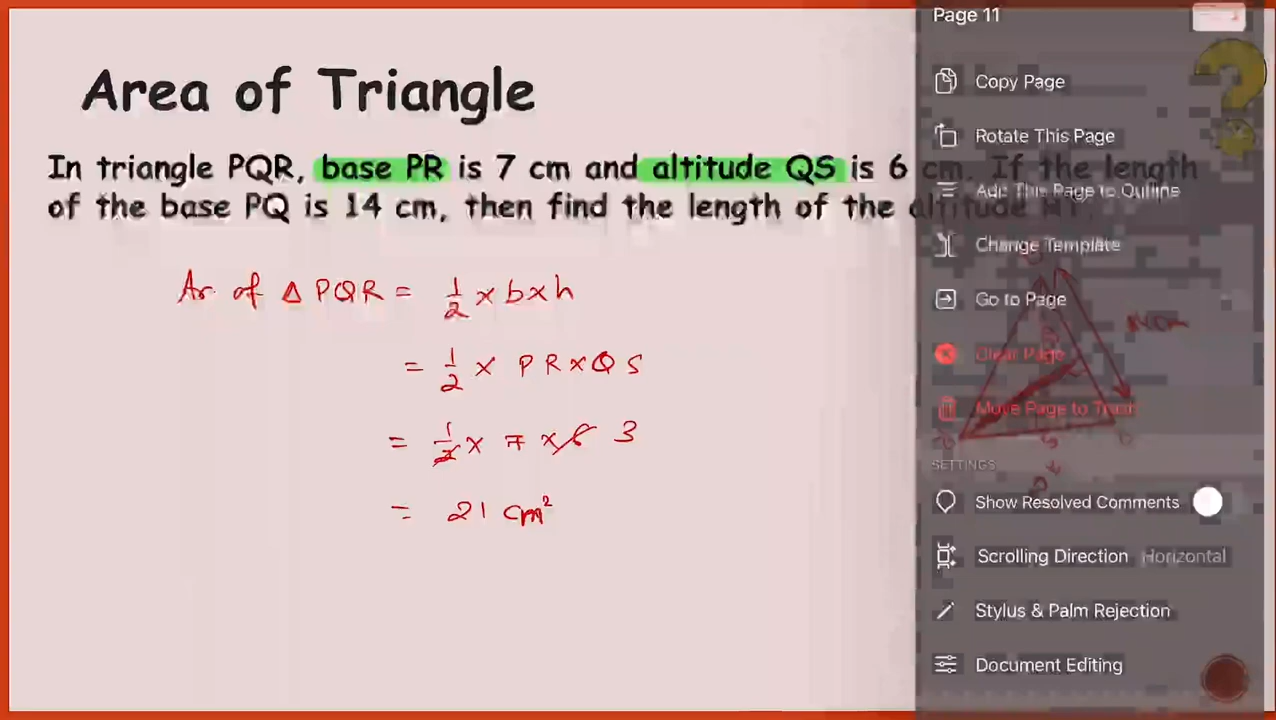 Page 11
Area of Triangle
In triangle PQR, base PR is 7 cm and altitude QS is 6 cm. If the length
of the base PQ is 14 cm, then find the length of the altitude
Ar of Δ PQR = 1/2 × b × h
= 1/2 × PR × QS
= 1/2 × 7 × 6 3
= 21 cm²
Copy Page
Rotate This Page
Add This Page to Outline
Change Template
Go to Page
Clear Page
Move Page to Trash
SETTINGS
Show Resolved Comments
Scrolling Direction Horizontal
Stylus & Palm Rejection
Document Editing